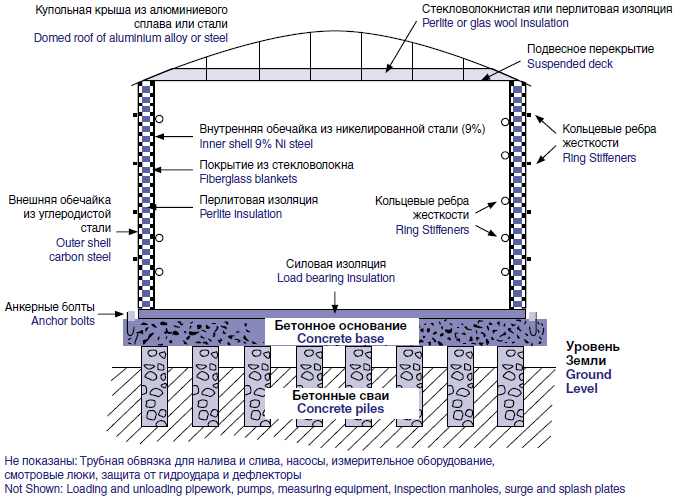 Купольная крыша из алюминиевого
сплава или стали
Domed roof of aluminium alloy or steel
Стекловолокнистая или перлитовая изоляция
Perlite or glas wool insulation
Подвесное перекрытие
Suspended deck
Внутренняя обечайка из никелированной стали (9%)
Inner shell 9% Ni steel
Кольцевые ребра
жесткости
Ring Stiffeners
Покрытие из стекловолокна
Fiberglass blankets
Внешняя обечайка
из углеродистой
стали
Outer shell
carbon steel
Перлитовая изоляция
Perlite Insulation
Кольцевые ребра
жесткости
Ring Stiffeners
Силовая изоляция
Load bearing insulation
Анкерные болты
Anchor bolts
Бетонное основание
Concrete base
Уровень
Земли
Ground
Level
Бетонные сваи
Concrete piles
Не показаны: Трубная обвязка для налива и слива, насосы, измерительное оборудование,
смотровые люки, защита от гидроудара и дефлекторы
Not Shown: Loading and unloading pipework, pumps, measuring equipment, inspection manholes, surge and splash plates